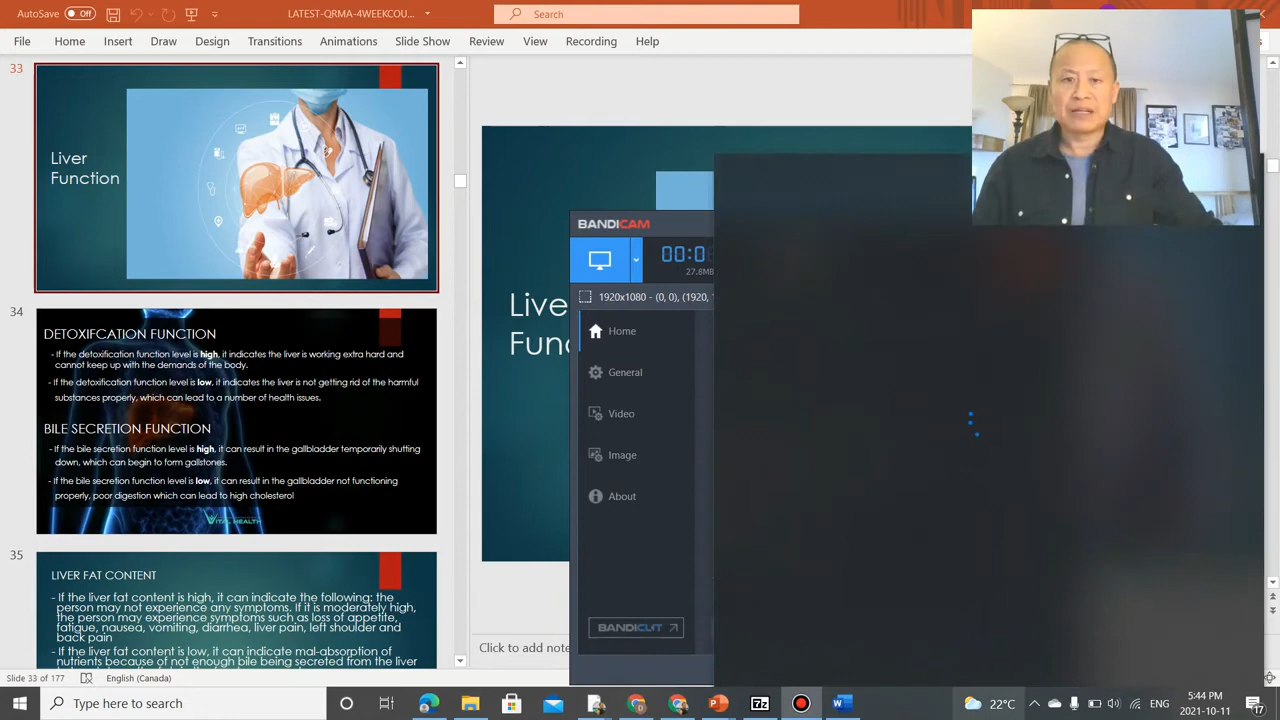 AutoSave Off LATEST-QRMA-4WEEKCOU... Search
File Home Insert Draw Design Transitions Animations Slide Show Review View Recording Help
33
Liver
Function
34
DETOXIFCATION FUNCTION
- If the detoxification function level is high, it indicates the liver is working extra hard and
cannot keep up with the demands of the body.
- If the detoxification function level is low, it indicates the liver is not getting rid of the harmful
substances properly, which can lead to a number of health issues.
BILE SECRETION FUNCTION
- If the bile secretion function level is high, it can result in the gallbladder temporarily shutting
down, which can begin to form gallstones.
- If the bile secretion function level is low, it can result in the gallbladder not functioning
properly, poor digestion which can lead to high cholesterol
VITAL HEALTH
35
LIVER FAT CONTENT
- If the liver fat content is high, it can indicate the following: the
person may not experience any symptoms. If it is moderately high,
the person may experience symptoms such as loss of appetite,
fatigue, nausea, vomiting, diarrhea, liver pain, left shoulder and
back pain
- If the liver fat content is low, it can indicate mal-absorption of
nutrients because of not enough bile being secreted from the liver
Live
Func
BANDICAM
00:0
27.8MB
1920x1080 - (0, 0), (1920,
Home
General
Video
Image
About
BANDICUT
Click to add note
Slide 33 of 177 English (Canada)
Type here to search
22°C
5:44 PM
2021-10-11
17